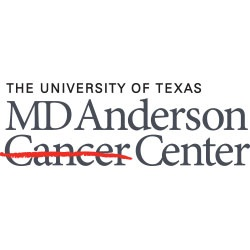 THE UNIVERSITY OF TEXAS
MD Anderson
Cancer Center